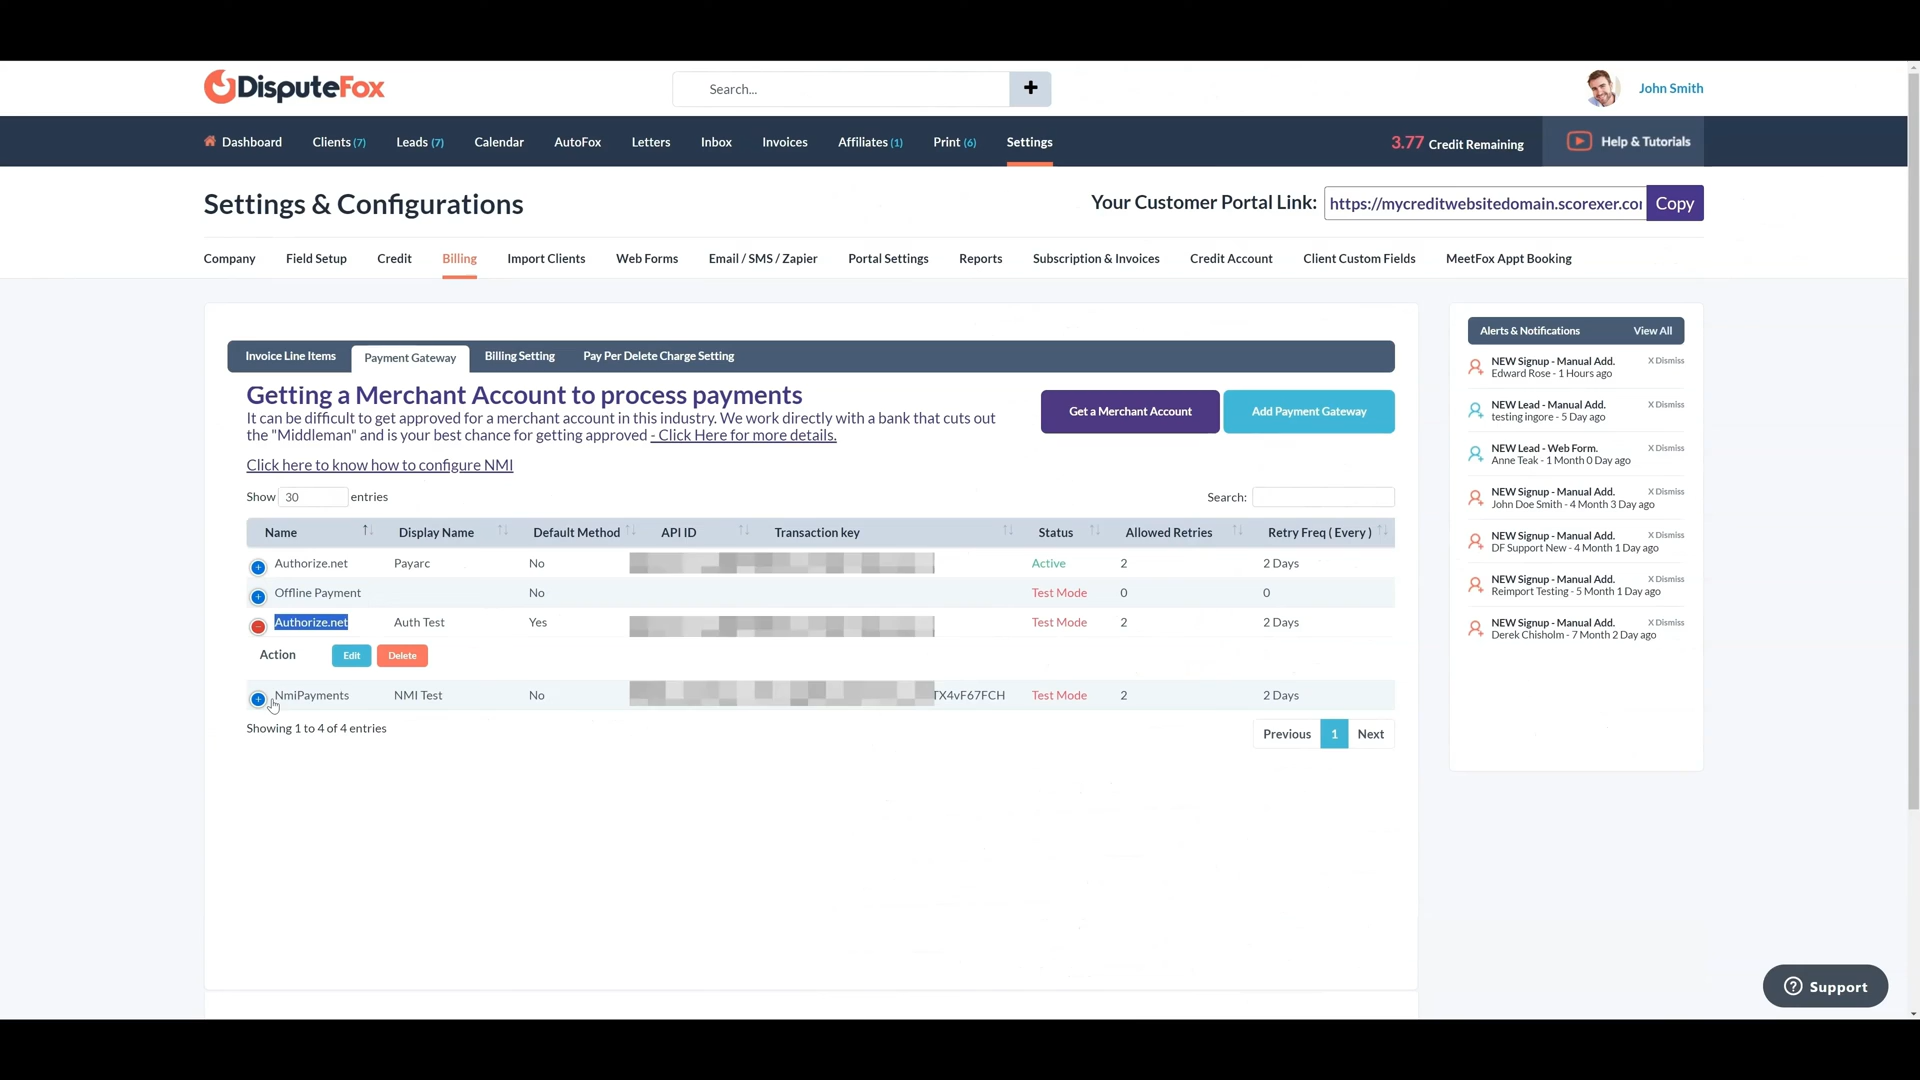 DisputeFox
Search...
John Smith
Dashboard Clients (7) Leads (7) Calendar AutoFox Letters Inbox Invoices Affiliates (1) Print (6) Settings 3.77 Credit Remaining Help & Tutorials
Settings & Configurations
Your Customer Portal Link: https://mycreditwebsitedomain.scorexer.co Copy
Company Field Setup Credit Billing Import Clients Web Forms Email / SMS / Zapier Portal Settings Reports Subscription & Invoices Credit Account Client Custom Fields MeetFox Appt Booking
Invoice Line Items Payment Gateway Billing Setting Pay Per Delete Charge Setting
Getting a Merchant Account to process payments
It can be difficult to get approved for a merchant account in this industry. We work directly with a bank that cuts out
the "Middleman" and is your best chance for getting approved - Click Here for more details.
Get a Merchant Account Add Payment Gateway
Click here to know how to configure NMI
Show 30 entries Search:
Name Display Name Default Method API ID Transaction key Status Allowed Retries Retry Freq ( Every )
Authorize.net Payarc No Active 2 2 Days
Offline Payment No Test Mode 0 0
Authorize.net Auth Test Yes Test Mode 2 2 Days
Action Edit Delete
NmiPayments NMI Test No TX4vF67FCH Test Mode 2 2 Days
Showing 1 to 4 of 4 entries
Previous 1 Next
Alerts & Notifications View All
NEW Signup - Manual Add. X Dismiss
Edward Rose - 1 Hours ago
NEW Lead - Manual Add. X Dismiss
testing ingore - 5 Day ago
NEW Lead - Web Form. X Dismiss
Anne Teak - 1 Month 0 Day ago
NEW Signup - Manual Add. X Dismiss
John Doe Smith - 4 Month 3 Day ago
NEW Signup - Manual Add. X Dismiss
DF Support New - 4 Month 1 Day ago
NEW Signup - Manual Add. X Dismiss
Reimport Testing - 5 Month 1 Day ago
NEW Signup - Manual Add. X Dismiss
Derek Chisholm - 7 Month 2 Day ago
Support